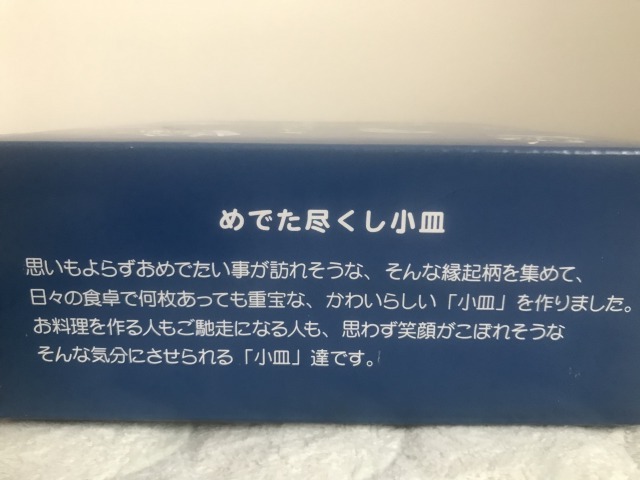 めでた尽くし小皿
思いもよらずおめでたい事が訪れそうな、そんな縁起柄を集めて、
日々の食卓で何枚あっても重宝な、かわいらしい「小皿」を作りました。
お料理を作る人もご馳走になる人も、思わず笑顔がこぼれそうな
そんな気分にさせられる「小皿」達です。